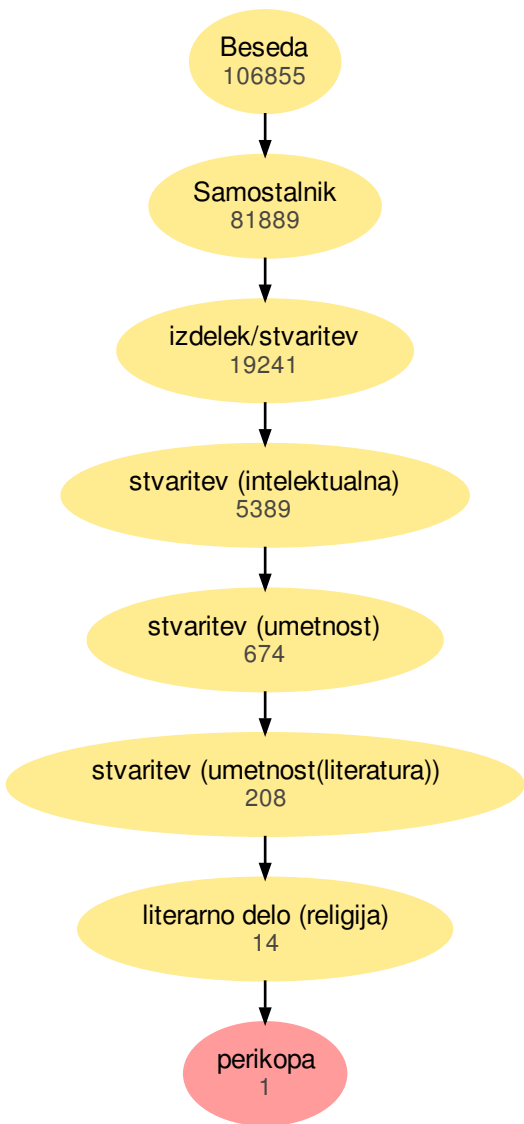 Beseda
106855
Samostalnik
81889
izdelek/stvaritev
19241
stvaritev (intelektualna)
5389
stvaritev (umetnost)
674
stvaritev (umetnost(literatura))
208
literarno delo (religija)
14
perikopa
1